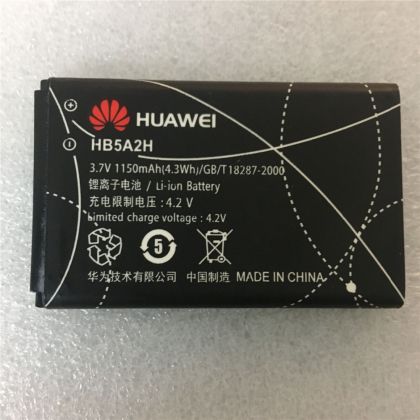 HUAWEI
HB5A2H
3.7V 1150mAh(4.3Wh)/GB/T18287-2000
锂离子电池 / Li-iun Battery
充电限制电压：4.2 V
Limited charge voltage : 4.2V
5
华为技术有限公司 中国制造 MADE IN CHINA